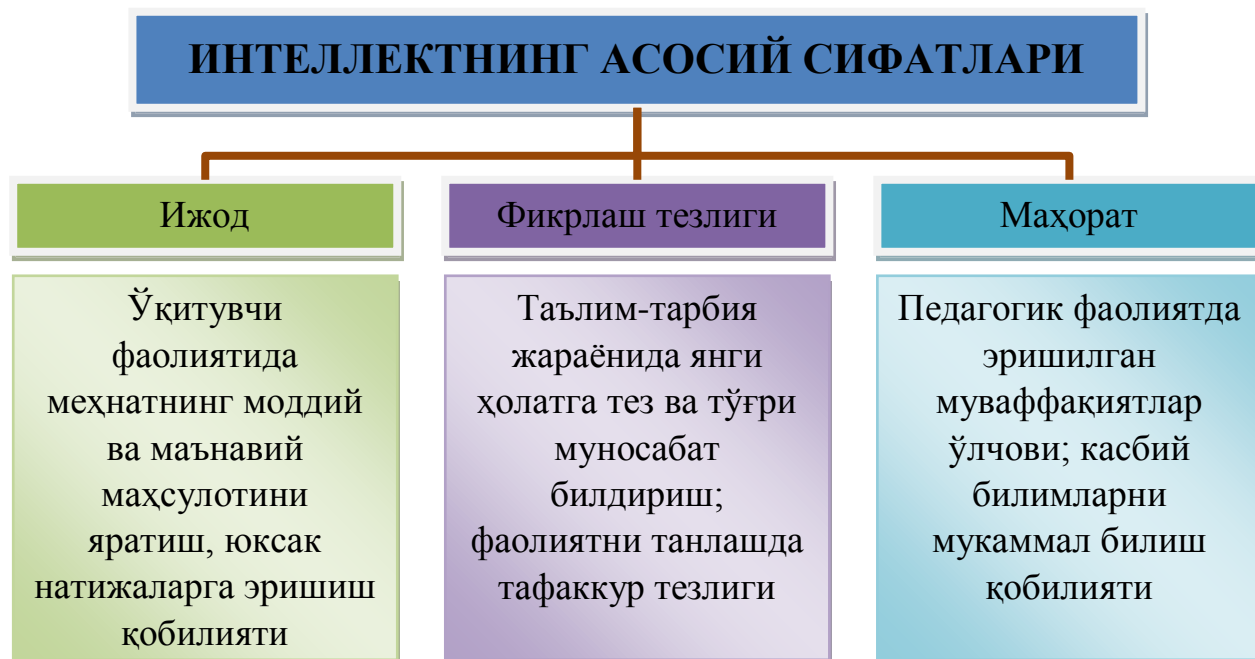 ИНТЕЛЛЕКТНИНГ АСОСИЙ СИФАТЛАРИ
Ижод
Ўқитувчи
фаолиятида
меҳнатнинг моддий
ва маънавий
маҳсулотини
яратиш, юксак
натижаларга эришиш
қобилияти
Фикрлаш тезлиги
Таълим-тарбия
жараёнида янги
ҳолатга тез ва тўғри
муносабат
билдириш;
фаолиятни танлашда
тафаккур тезлиги
Маҳорат
Педагогик фаолиятда
эришилган
муваффақиятлар
ўлчови; касбий
билимларни
мукаммал билиш
қобилияти